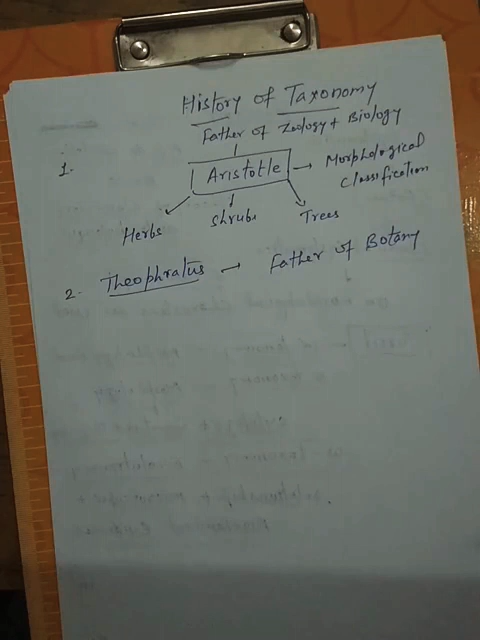 History of Taxonomy
Father of Zoology + Biology
1.
Aristotle → Morphological
classification
Herbs Shrubs Trees
2. Theophratus → Father of Botany